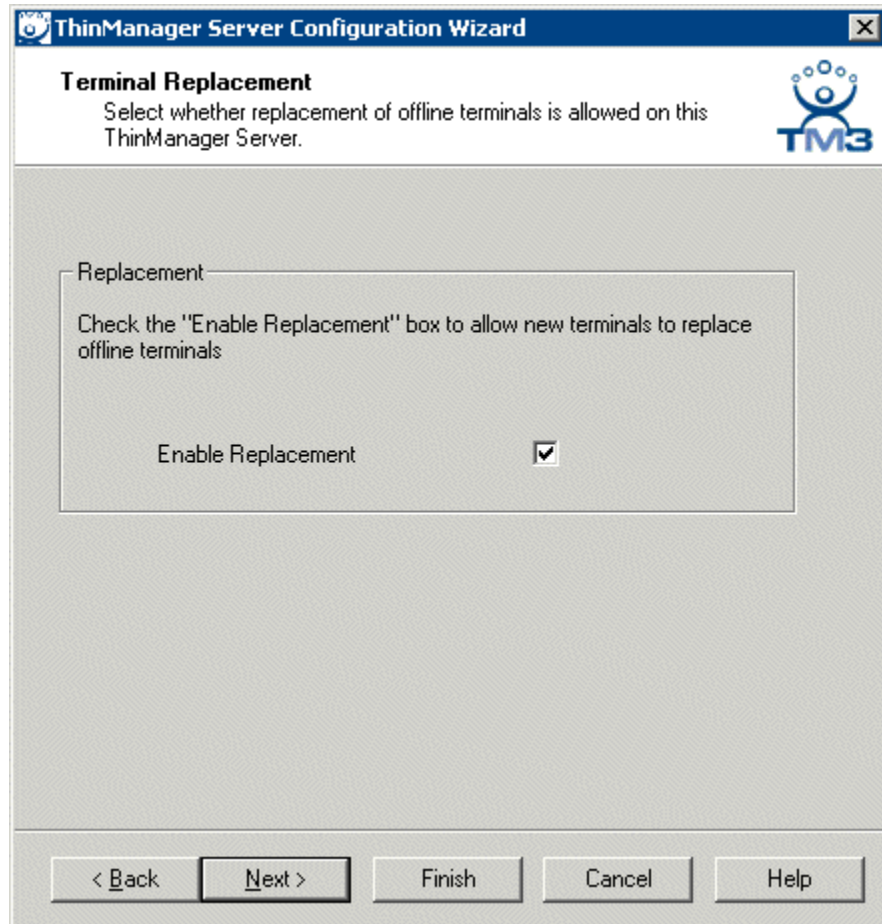 ThinManager Server Configuration Wizard
Terminal Replacement
Select whether replacement of offline terminals is allowed on this
ThinManager Server.
TM3
Replacement
Check the "Enable Replacement" box to allow new terminals to replace
offline terminals
Enable Replacement
< Back Next > Finish Cancel Help